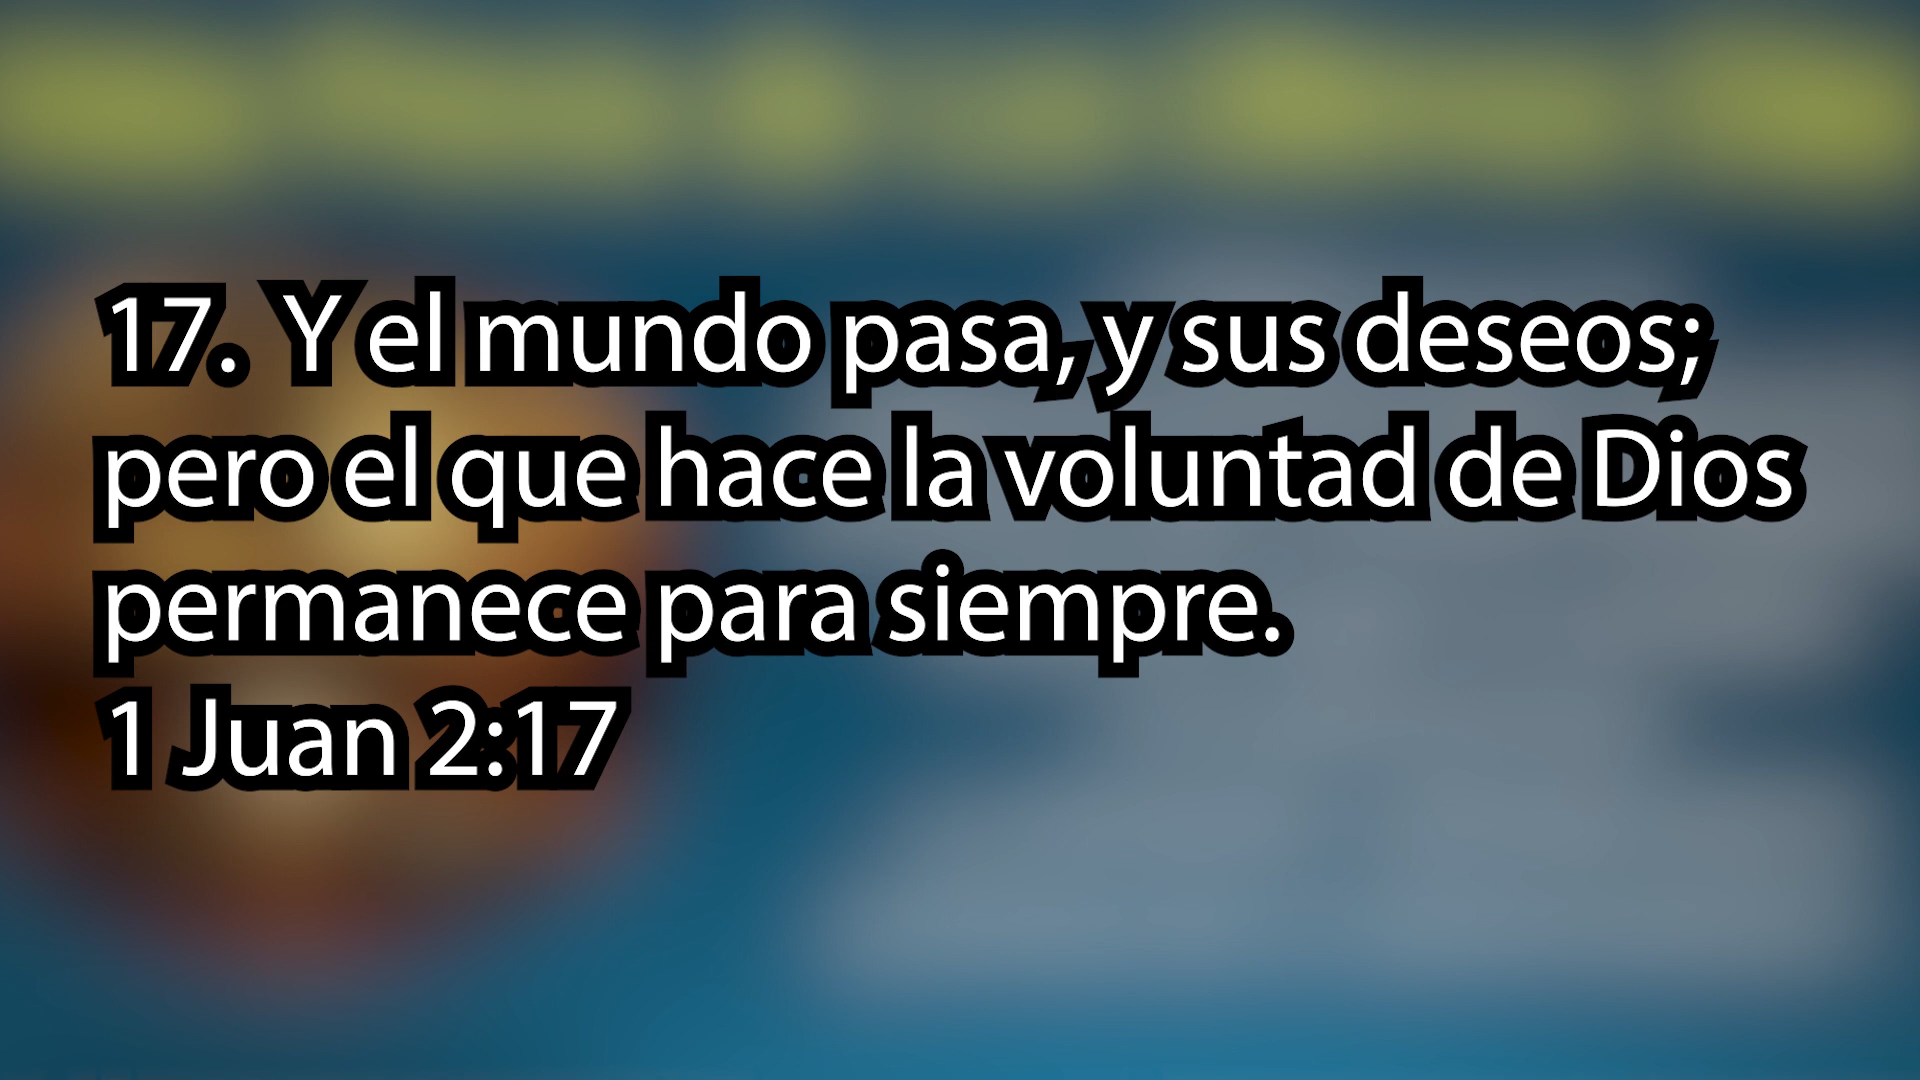 17. Y el mundo pasa, y sus deseos;
pero el que hace la voluntad de Dios
permanece para siempre.
1 Juan 2:17